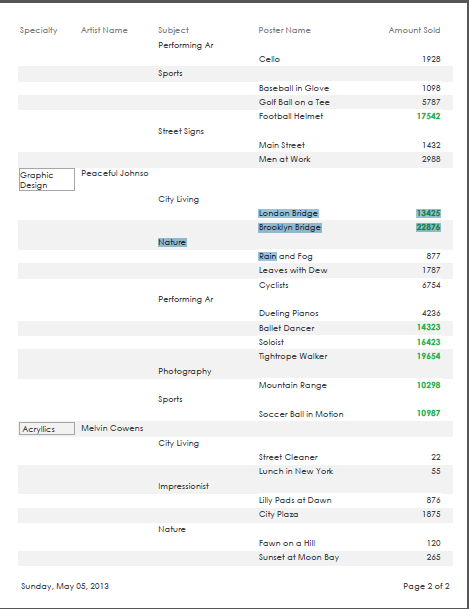 Specialty Artist Name Subject Poster Name Amount Sold
Performing Ar
Cello 1928
Sports
Baseball in Glove 1098
Golf Ball on a Tee 5787
Football Helmet 17542
Street Signs
Main Street 1432
Men at Work 2988
Graphic Design Peaceful Johnso
City Living
London Bridge 13425
Brooklyn Bridge 22876
Nature
Rain and Fog 877
Leaves with Dew 1787
Cyclists 6754
Performing Ar
Dueling Pianos 4236
Ballet Dancer 14323
Soloist 16423
Tightrope Walker 19654
Photography
Mountain Range 10298
Sports
Soccer Ball in Motion 10987
Acryllics Melvin Cowens
City Living
Street Cleaner 22
Lunch in New York 55
Impressionist
Lilly Pads at Dawn 876
City Plaza 1875
Nature
Fawn on a Hill 120
Sunset at Moon Bay 265
Sunday, May 05, 2013 Page 2 of 2